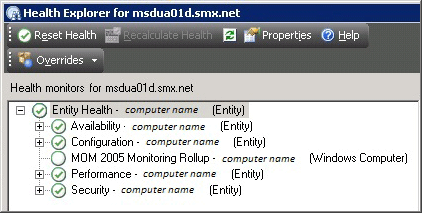 Health Explorer for msdua01d.smx.net
Reset Health Recalculate Health Properties Help
Overrides
Health monitors for msdua01d.smx.net
Entity Health - computer name (Entity)
Availability - computer name (Entity)
Configuration - computer name (Entity)
MOM 2005 Monitoring Rollup - computer name (Windows Computer)
Performance - computer name (Entity)
Security - computer name (Entity)